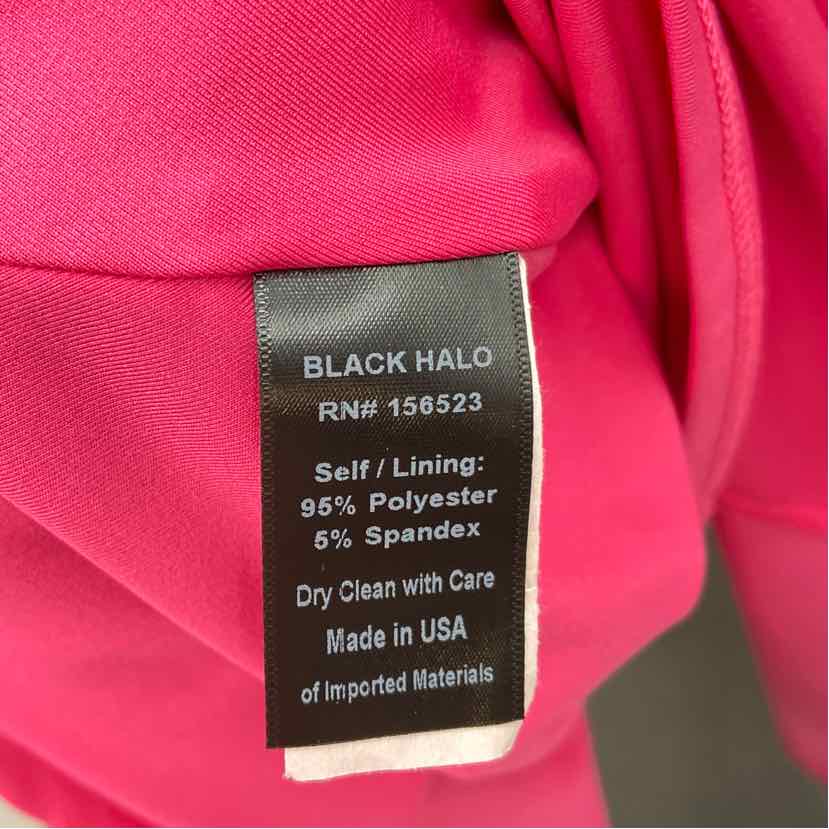 BLACK HALO
RN# 156523
Self / Lining:
95% Polyester
5% Spandex
Dry Clean with Care
Made in USA
of Imported Materials